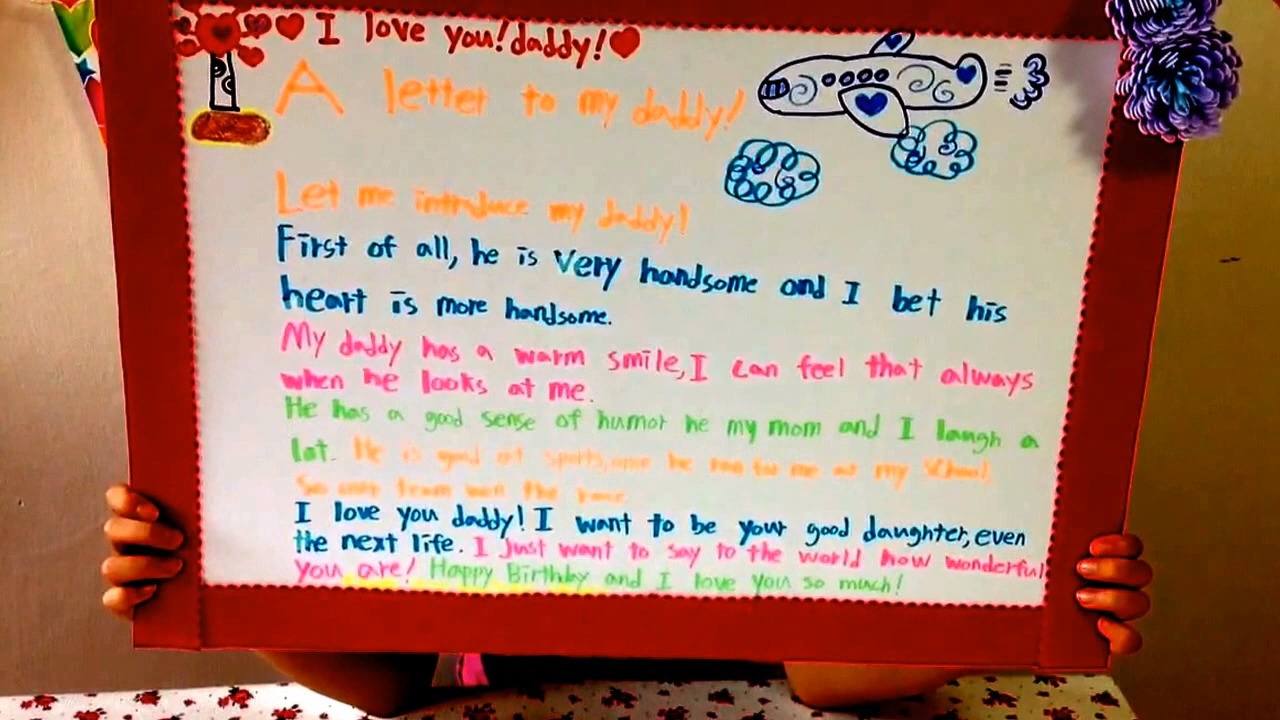 I love you! daddy!
A letter to my daddy!
Let me introduce my daddy!
First of all, he is very handsome and I bet his
heart is more handsome.
My daddy has a warm smile, I can feel that always
when he looks at me.
He has a good sense of humor he my mom and I laugh a
lot. He is good at sports, once he ran for me at my school
So our team won the race
I love you daddy! I want to be your good daughter, even
the next life. I just want to say to the world how wonderful
you are! Happy Birthby and I love you so much!